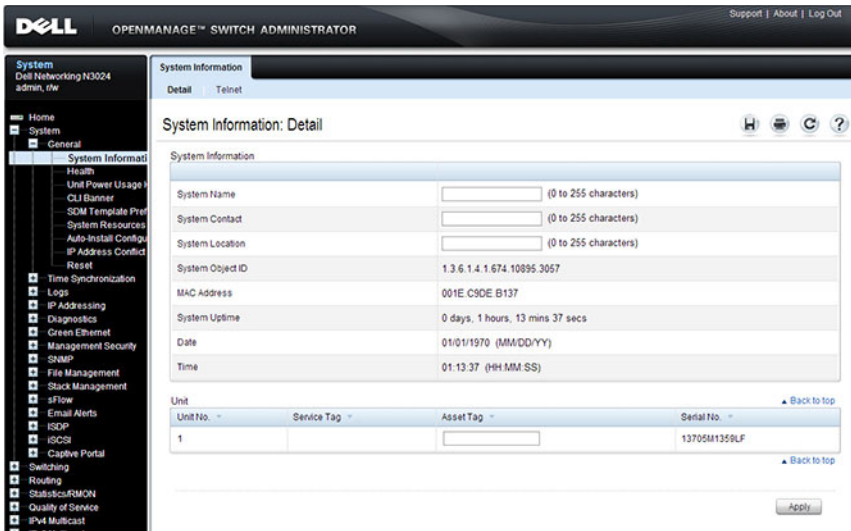 Support | About | Log Out
DELL OPENMANAGE™ SWITCH ADMINISTRATOR
System
Dell Networking N3024
admin, r/w
Home
System
General
System Informati
Health
Unit Power Usage H
CLI Banner
SDM Template Pref
System Resources
Auto-Install Configu
IP Address Conflict
Reset
Time Synchronization
Logs
IP Addressing
Diagnostics
Green Ethernet
Management Security
SNMP
File Management
Stack Management
sFlow
Email Alerts
ISDP
iSCSI
Captive Portal
Switching
Routing
Statistics/RMON
Quality of Service
IPv4 Multicast
System Information
Detail Telnet
System Information: Detail
System Information
System Name (0 to 255 characters)
System Contact (0 to 255 characters)
System Location (0 to 255 characters)
System Object ID 1.3.6.1.4.1.674.10895.3057
MAC Address 001E.C9DE.B137
System Uptime 0 days, 1 hours, 13 mins 37 secs
Date 01/01/1970 (MM/DD/YY)
Time 01:13:37 (HH:MM:SS)
Unit Back to top
Unit No. Service Tag Asset Tag Serial No.
1 13705M1359LF
Back to top
Apply